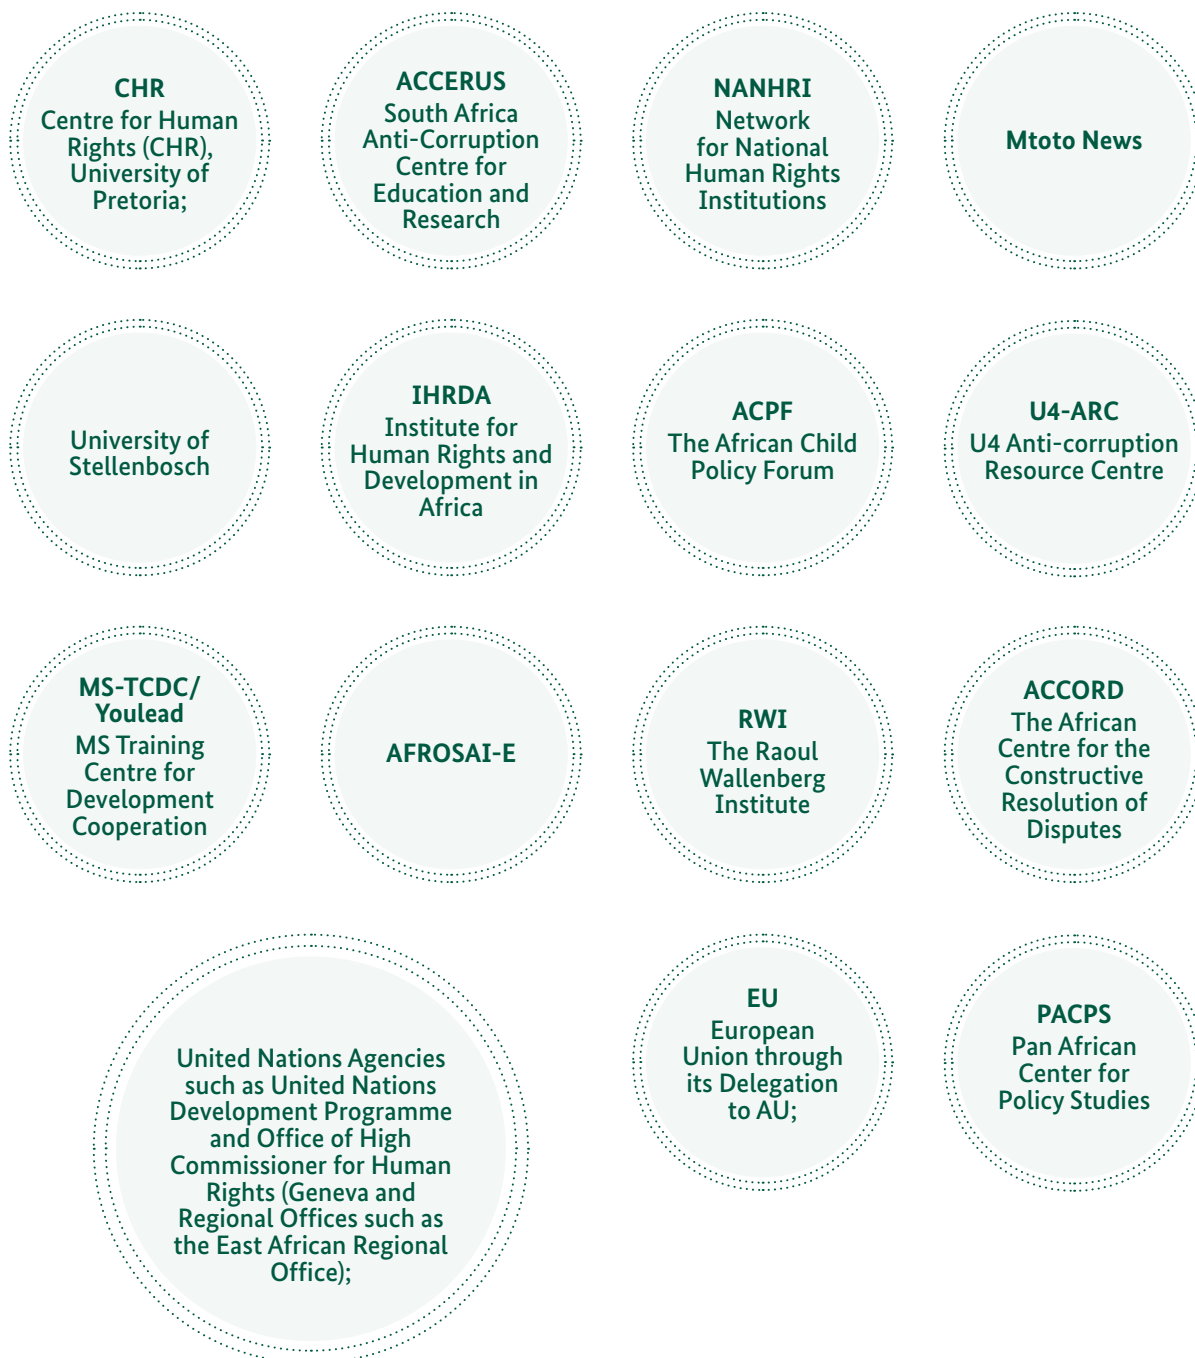 CHR
Centre for Human
Rights (CHR),
University of
Pretoria;
ACCERUS
South Africa
Anti-Corruption
Centre for
Education and
Research
NANHRI
Network
for National
Human Rights
Institutions
Mtoto News
University of
Stellenbosch
IHRDA
Institute for
Human Rights and
Development in
Africa
ACPF
The African Child
Policy Forum
U4-ARC
U4 Anti-corruption
Resource Centre
MS-TCDC/
Youlead
MS Training
Centre for
Development
Cooperation
AFROSAI-E
RWI
The Raoul
Wallenberg
Institute
ACCORD
The African
Centre for the
Constructive
Resolution of
Disputes
United Nations Agencies
such as United Nations
Development Programme
and Office of High
Commissioner for Human
Rights (Geneva and
Regional Offices such as
the East African Regional
Office);
EU
European
Union through
its Delegation
to AU;
PACPS
Pan African
Center for
Policy Studies